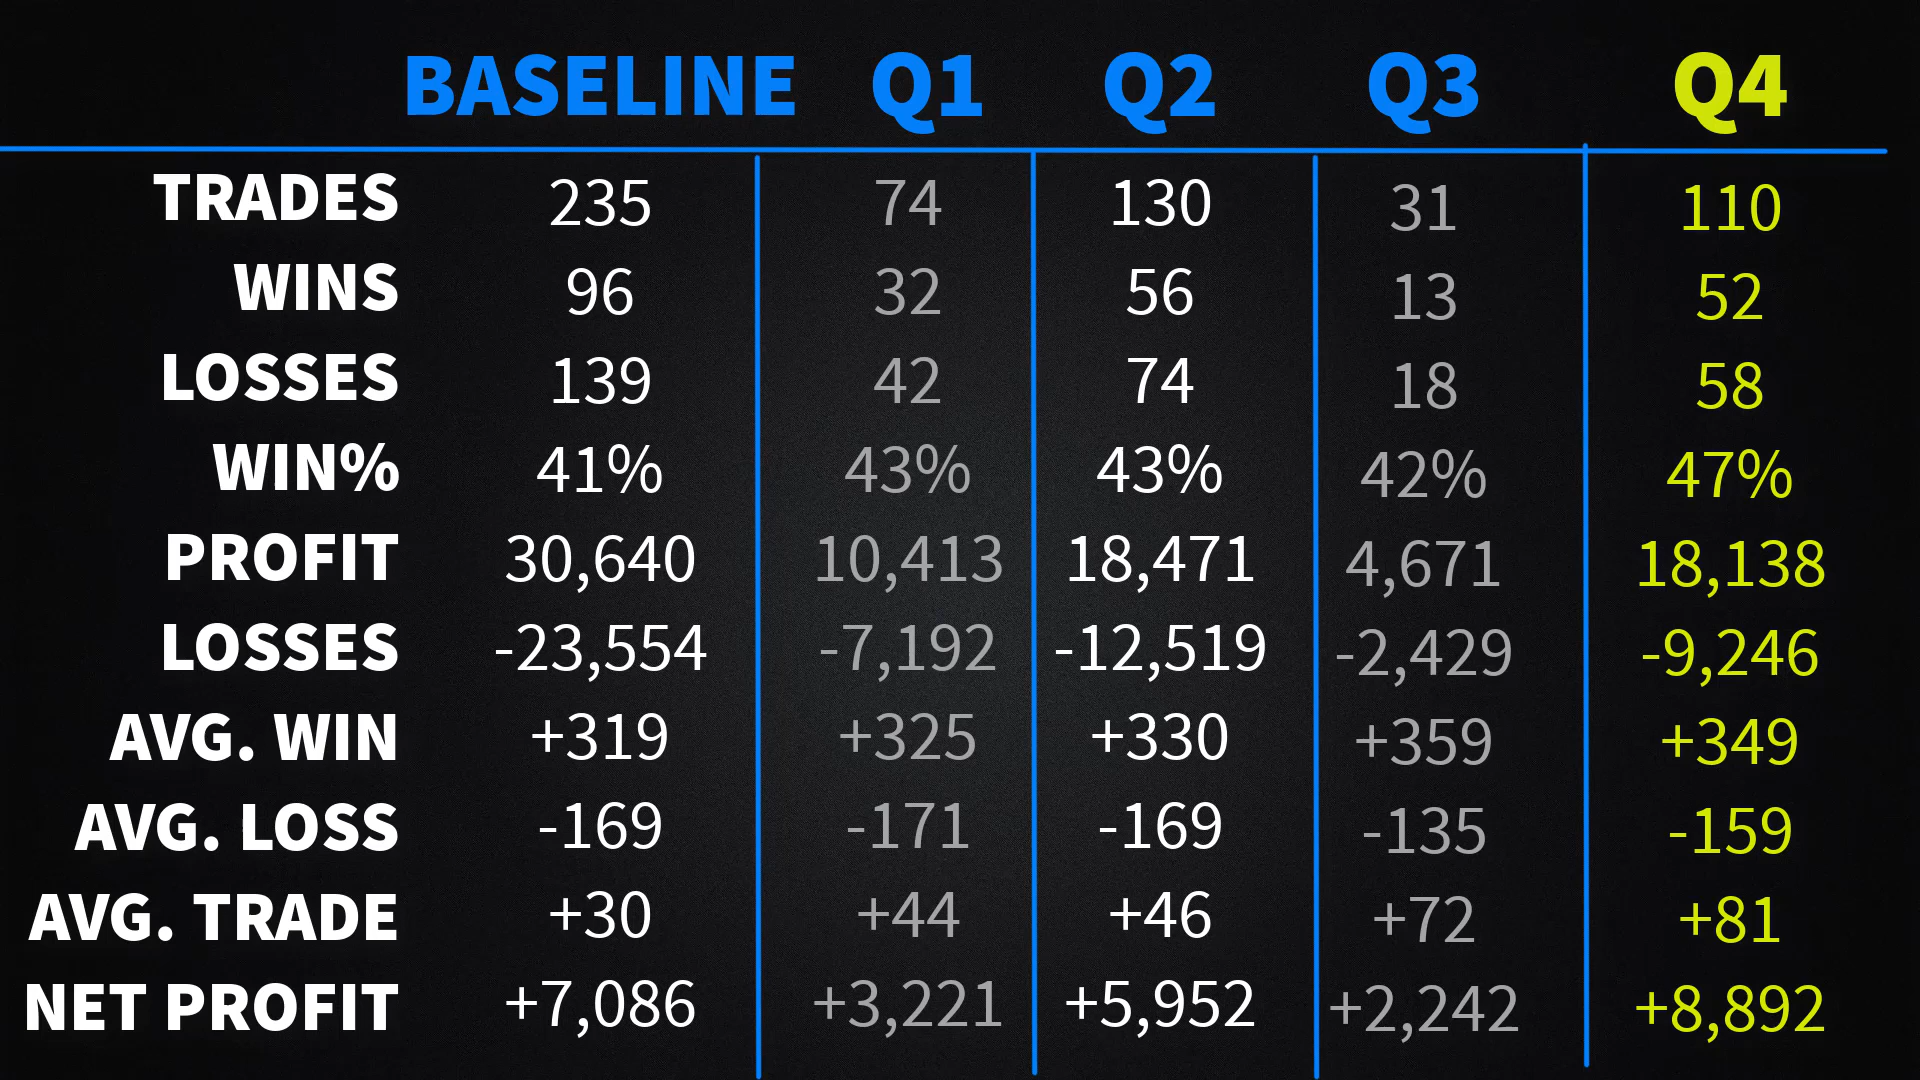 BASELINE Q1 Q2 Q3 Q4
TRADES 235 74 130 31 110
WINS 96 32 56 13 52
LOSSES 139 42 74 18 58
WIN% 41% 43% 43% 42% 47%
PROFIT 30,640 10,413 18,471 4,671 18,138
LOSSES -23,554 -7,192 -12,519 -2,429 -9,246
AVG. WIN +319 +325 +330 +359 +349
AVG. LOSS -169 -171 -169 -135 -159
AVG. TRADE +30 +44 +46 +72 +81
NET PROFIT +7,086 +3,221 +5,952 +2,242 +8,892